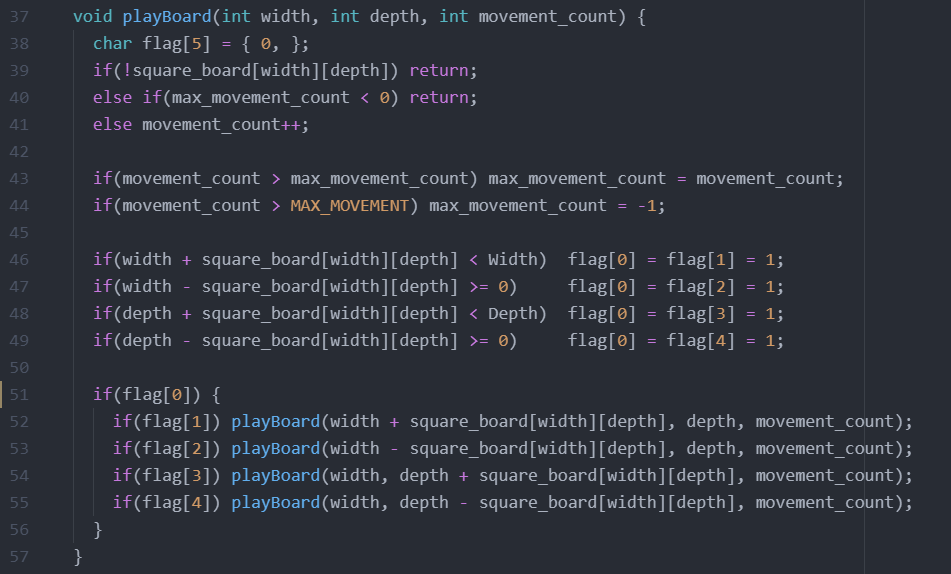 37 void playBoard(int width, int depth, int movement_count) {
38 char flag[5] = { 0, };
39 if(!square_board[width][depth]) return;
40 else if(max_movement_count < 0) return;
41 else movement_count++;
42
43 if(movement_count > max_movement_count) max_movement_count = movement_count;
44 if(movement_count > MAX_MOVEMENT) max_movement_count = -1;
45
46 if(width + square_board[width][depth] < Width)  flag[0] = flag[1] = 1;
47 if(width - square_board[width][depth] >= 0)     flag[0] = flag[2] = 1;
48 if(depth + square_board[width][depth] < Depth)  flag[0] = flag[3] = 1;
49 if(depth - square_board[width][depth] >= 0)     flag[0] = flag[4] = 1;
50
51 if(flag[0]) {
52 if(flag[1]) playBoard(width + square_board[width][depth], depth, movement_count);
53 if(flag[2]) playBoard(width - square_board[width][depth], depth, movement_count);
54 if(flag[3]) playBoard(width, depth + square_board[width][depth], movement_count);
55 if(flag[4]) playBoard(width, depth - square_board[width][depth], movement_count);
56 }
57 }